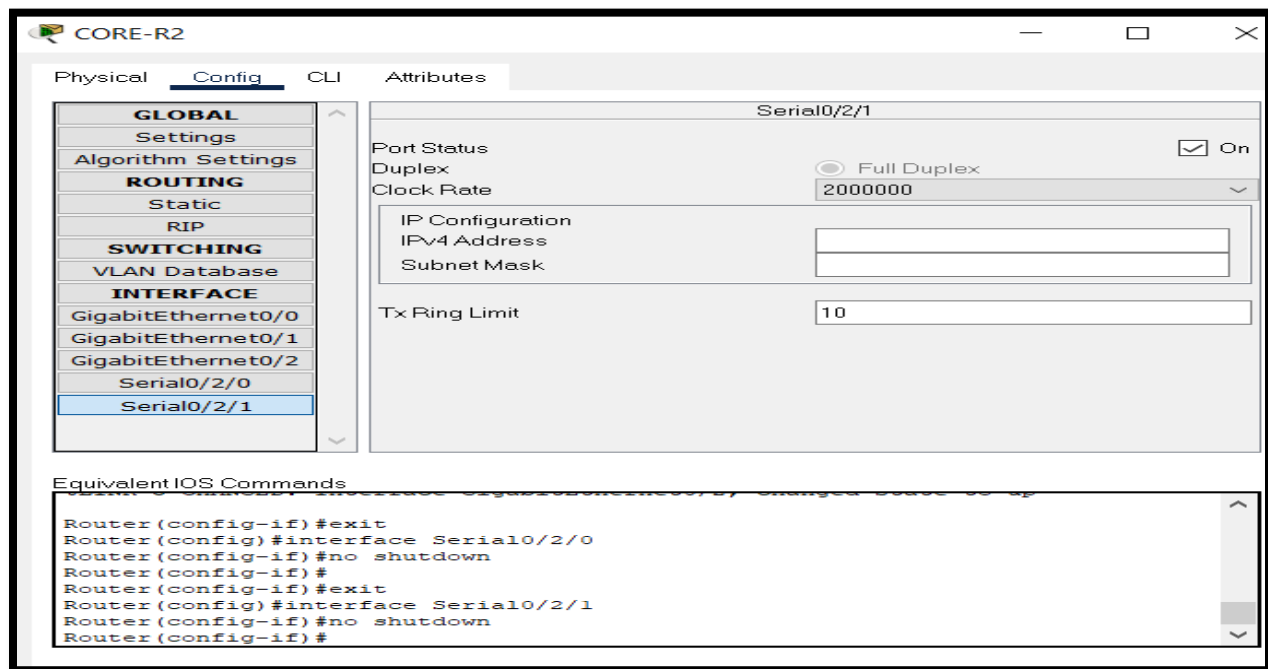 CORE-R2
Physical Config CLI Attributes
GLOBAL
Settings
Algorithm Settings
ROUTING
Static
RIP
SWITCHING
VLAN Database
INTERFACE
GigabitEthernet0/0
GigabitEthernet0/1
GigabitEthernet0/2
Serial0/2/0
Serial0/2/1
Serial0/2/1
Port Status On
Duplex Full Duplex
Clock Rate 2000000
IP Configuration
IPv4 Address
Subnet Mask
Tx Ring Limit 10
Equivalent IOS Commands
Router(config-if)#exit
Router(config)#interface Serial0/2/0
Router(config-if)#no shutdown
Router(config-if)#
Router(config-if)#exit
Router(config)#interface Serial0/2/1
Router(config-if)#no shutdown
Router(config-if)#